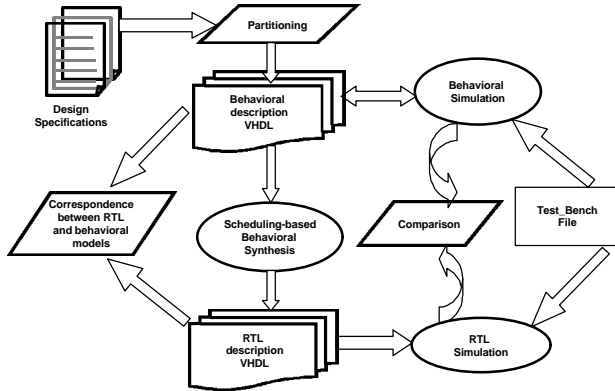 Partitioning
Design
Specifications
Behavioral
description
VHDL
Behavioral
Simulation
Correspondence
between RTL
and behavioral
models
Scheduling-based
Behavioral
Synthesis
Comparison
Test_Bench
File
RTL
description
VHDL
RTL
Simulation